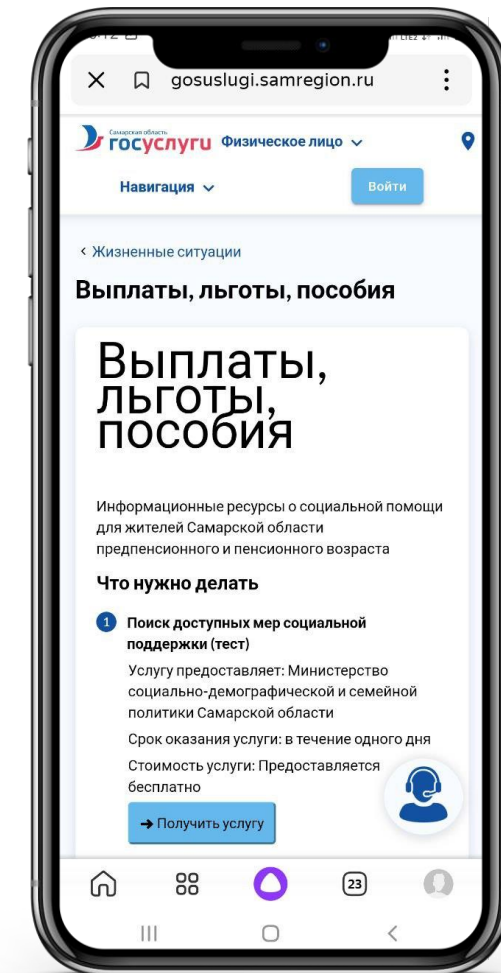 gosuslugi.samregion.ru
Самарская область
госуслуги Физическое лицо
Навигация
Войти
Жизненные ситуации
Выплаты, льготы, пособия
Выплаты,
льготы,
пособия
Информационные ресурсы о социальной помощи
для жителей Самарской области
предпенсионного и пенсионного возраста
Что нужно делать
1 Поиск доступных мер социальной
поддержки (тест)
Услугу предоставляет: Министерство
социально-демографической и семейной
политики Самарской области
Срок оказания услуги: в течение одного дня
Стоимость услуги: Предоставляется
бесплатно
Получить услугу
23